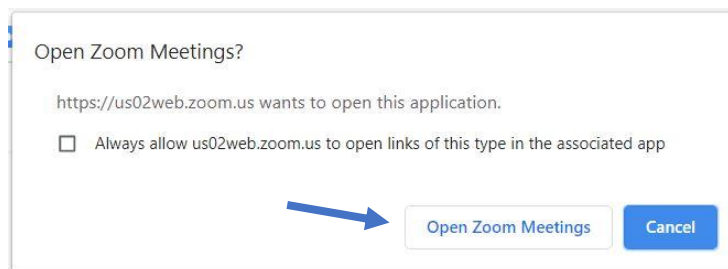 Open Zoom Meetings?
https://us02web.zoom.us wants to open this application.
Always allow us02web.zoom.us to open links of this type in the associated app
Open Zoom Meetings Cancel